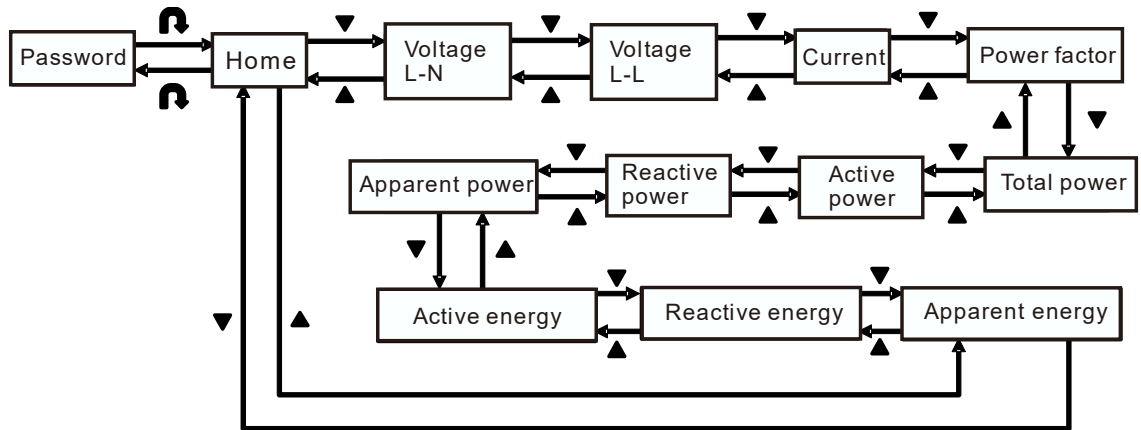 Password
Home
Voltage
L-N
Voltage
L-L
Current
Power factor
Apparent power
Reactive
power
Active
power
Total power
Active energy
Reactive energy
Apparent energy